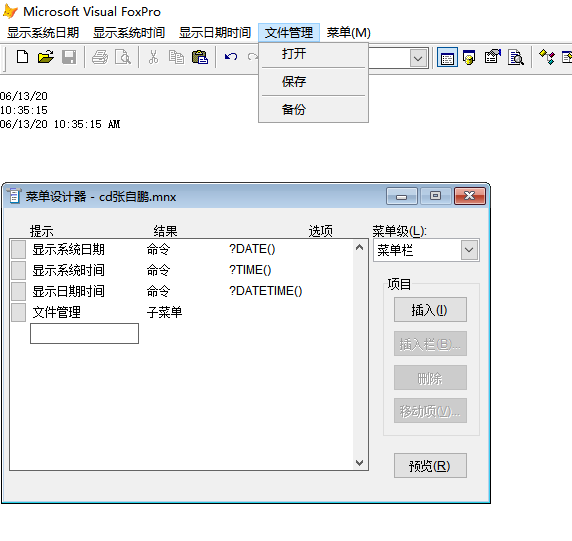 Microsoft Visual FoxPro
显示系统日期 显示系统时间 显示日期时间 文件管理 菜单(M)
打开
保存
备份
06/13/20
10:35:15
06/13/20 10:35:15 AM
菜单设计器 - cd张自鹏.mnx
提示 结果 选项 菜单级(L):
菜单栏
显示系统日期 命令 ?DATE()
显示系统时间 命令 ?TIME()
显示日期时间 命令 ?DATETIME()
文件管理 子菜单
项目
插入(I)
插入栏(B)...
删除
移动项(V)...
预览(R)